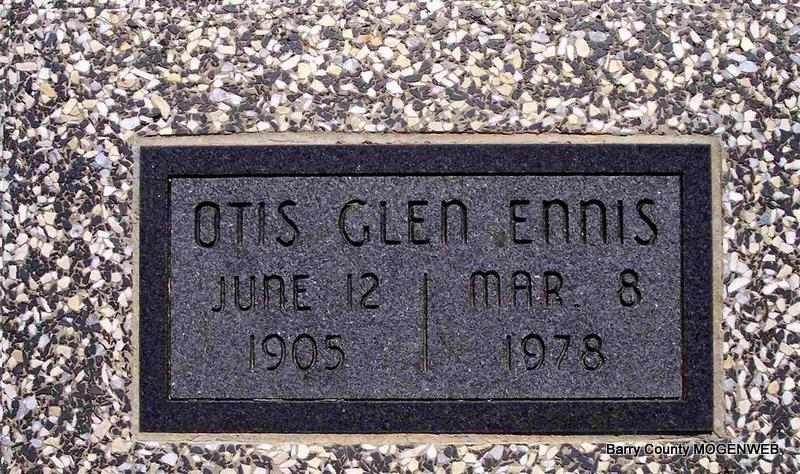 OTIS GLEN ENNIS
JUNE 12 | MAR. 8
1905 | 1978
Barry County MOGENWEB